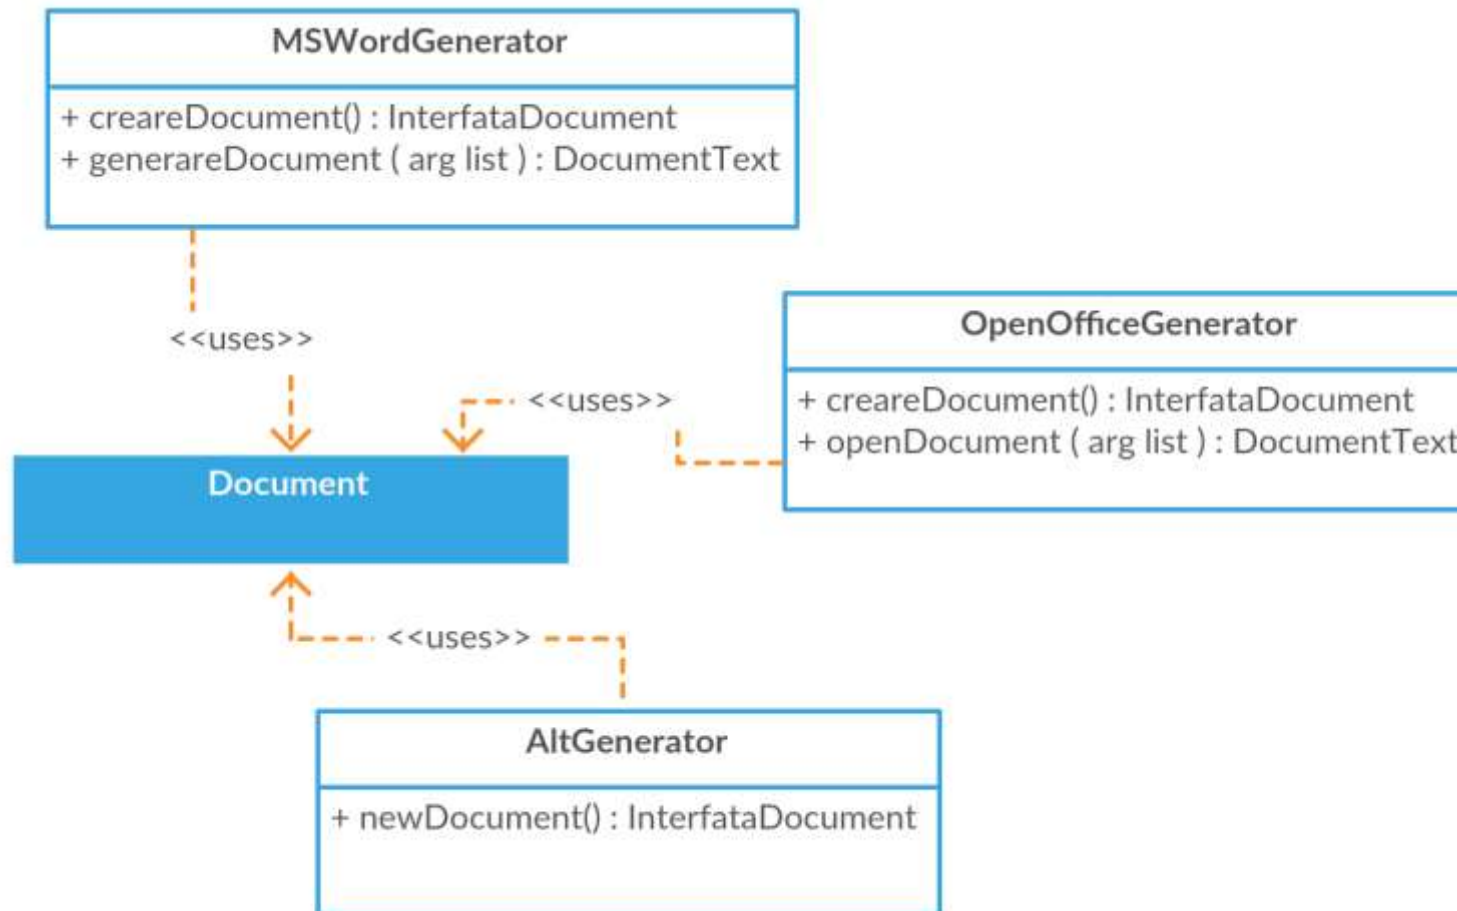 MSWordGenerator
+ creareDocument() : InterfataDocument
+ generareDocument ( arg list ) : DocumentText
<<uses>>
OpenOfficeGenerator
+ creareDocument() : InterfataDocument
+ openDocument ( arg list ) : DocumentText
<<uses>>
Document
<<uses>>
AltGenerator
+ newDocument() : InterfataDocument